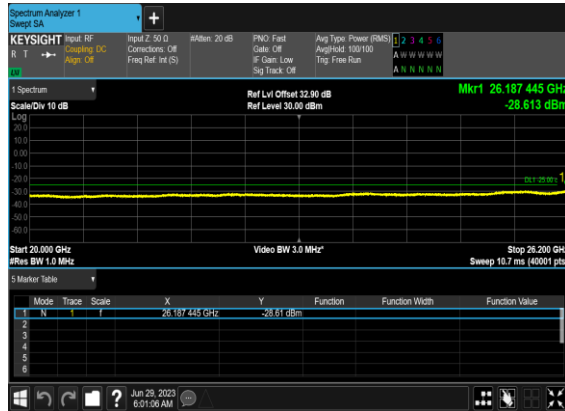 Spectrum Analyzer 1
Swept SA
+
KEYSIGHT Input: RF Input Z: 50 Ω #Atten: 20 dB PNO: Fast Avg Type: Power (RMS) 1 2 3 4 5 6
R T Coupling: DC Corrections: Off Gate: Off Avg|Hold: 100/100 A W W W W W
Align: Off Freq Ref: Int (S) IF Gain: Low Trig: Free Run
Sig Track: Off A N N N N N
LW
1 Spectrum Ref Lvl Offset 32.90 dB Mkr1 26.187 445 GHz
Scale/Div 10 dB Ref Level 30.00 dBm -28.613 dBm
Log
20.0
10.0
0.00
-10.0
-20.0
DL1 -25.00
1
-30.0
-40.0
-50.0
-60.0
Start 20.000 GHz Video BW 3.0 MHz* Stop 26.200 GHz
#Res BW 1.0 MHz Sweep 10.7 ms (40001 pts
5 Marker Table
Mode Trace Scale X Y Function Function Width Function Value
1 N 1 f 26.187 445 GHz -28.61 dBm
2
3
4
5
6
? Jun 29, 2023
6:01:06 AM